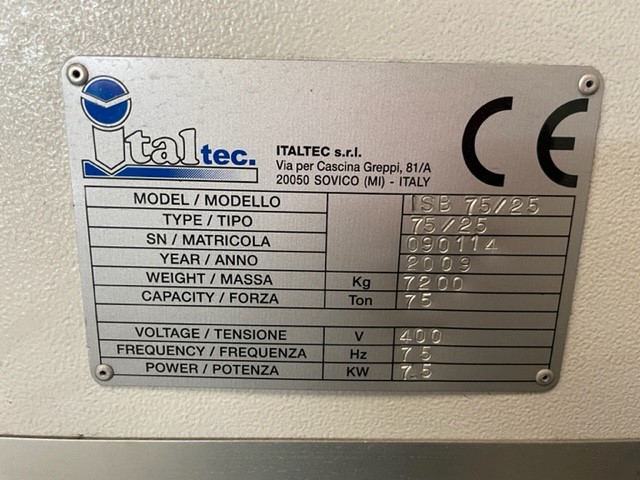 italtec.
ITALTEC s.r.l.
Via per Cascina Greppi, 81/A
20050 SOVICO (MI) - ITALY
CE
MODEL / MODELLO ISB 75/25
TYPE / TIPO 75/25
SN / MATRICOLA 090114
YEAR / ANNO 2009
WEIGHT / MASSA Kg 7200
CAPACITY / FORZA Ton 75
VOLTAGE / TENSIONE V 400
FREQUENCY / FREQUENZA Hz 75
POWER / POTENZA KW 7.5